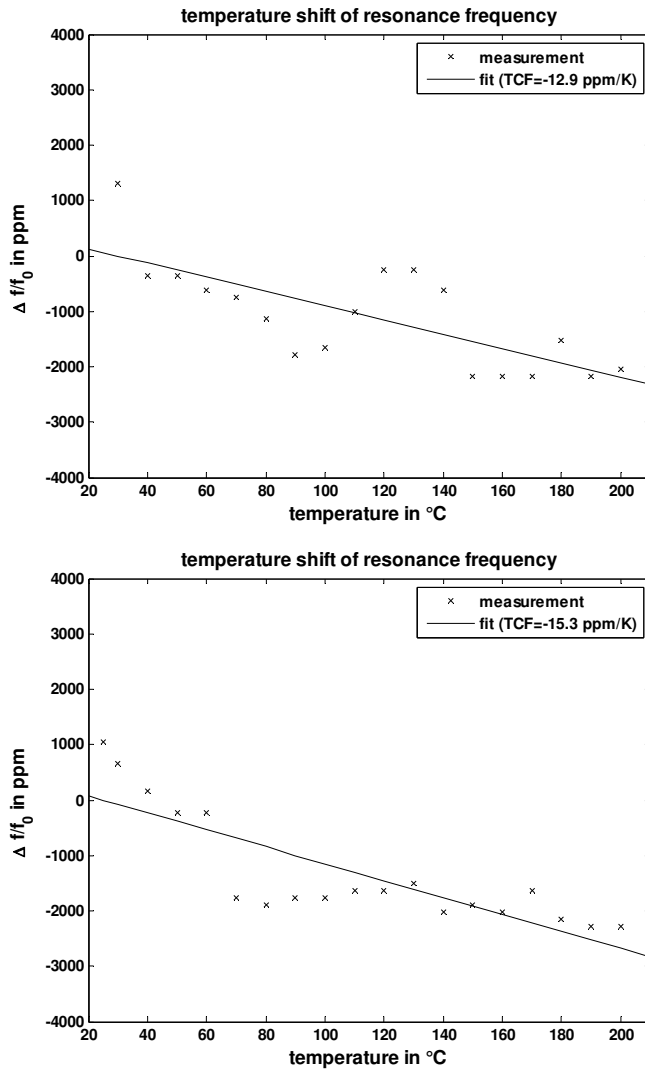 temperature shift of resonance frequency
4000
3000
2000
1000
0
-1000
-2000
-3000
-4000
Δ f/f0 in ppm
measurement
fit (TCF=-12.9 ppm/K)
20 40 60 80 100 120 140 160 180 200
temperature in °C
temperature shift of resonance frequency
4000
3000
2000
1000
0
-1000
-2000
-3000
-4000
Δ f/f0 in ppm
measurement
fit (TCF=-15.3 ppm/K)
20 40 60 80 100 120 140 160 180 200
temperature in °C